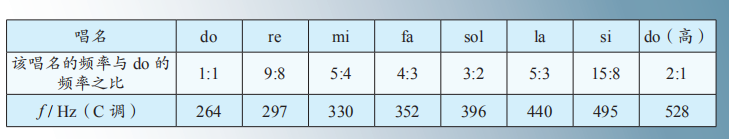 唱名 do re mi fa sol la si do（高）
该唱名的频率与 do 的
频率之比 1:1 9:8 5:4 4:3 3:2 5:3 15:8 2:1
f/Hz（C 调） 264 297 330 352 396 440 495 528